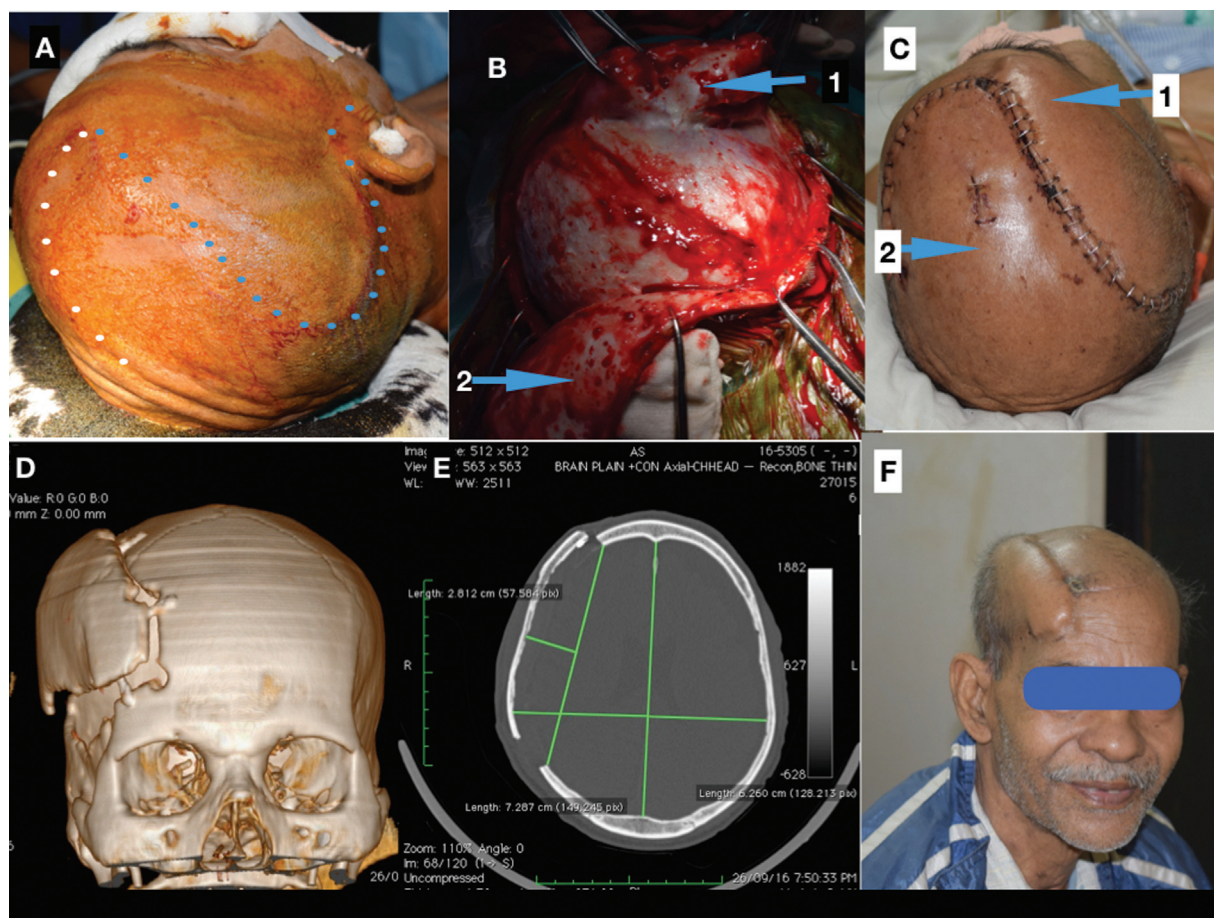 A
B
1
2
C
1
2
D
Value: R:0 G:0 B:0
mm Z: 0.00 mm
26/0
E
Ima e: 512 x 512
View : 563 x 563
WL: WW: 2511
AS
16-5305 ( -, -)
BRAIN PLAIN +CON Axial-CHHEAD — Recon,BONE THIN
27015
6
1882
Length: 2.812 cm (57.584 pix)
R
627
L
-628
Length: 7.287 cm (149.245 pix)
Length: 6.260 cm (128.213 pix)
Zoom: 110% Angle: 0
Im: 68/120 (1-> S)
Uncompressed
26/09/16 7:50:33 PM
F